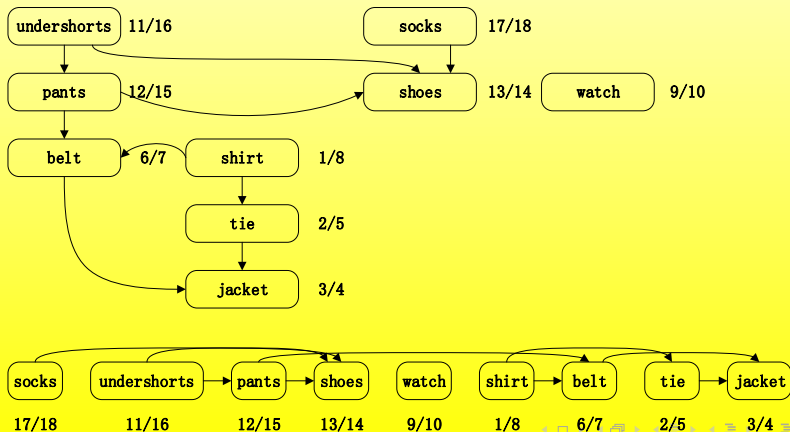 undershorts 11/16 socks 17/18
pants 12/15 shoes 13/14 watch 9/10
belt 6/7 shirt 1/8
tie 2/5
jacket 3/4
socks undershorts pants shoes watch shirt belt tie jacket
17/18 11/16 12/15 13/14 9/10 1/8 6/7 2/5 3/4